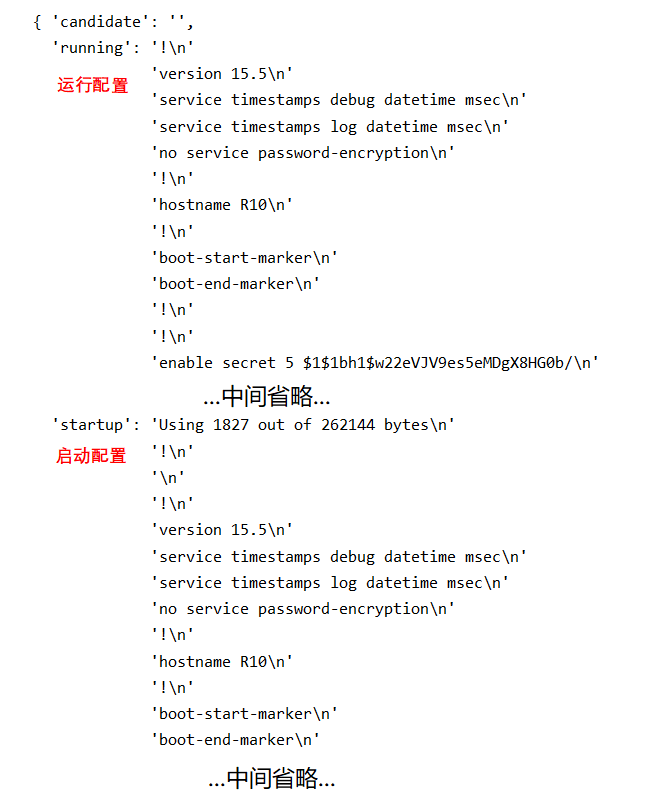 { 'candidate': '',
'running': '!\n'
运行配置
'version 15.5\n'
'service timestamps debug datetime msec\n'
'service timestamps log datetime msec\n'
'no service password-encryption\n'
'!\n'
'hostname R10\n'
'!\n'
'boot-start-marker\n'
'boot-end-marker\n'
'!\n'
'!\n'
'enable secret 5 $1$1bh1$w22eVJV9es5eMDgX8HG0b/\n'
...中间省略...
'startup': 'Using 1827 out of 262144 bytes\n'
启动配置
'!\n'
'\n'
'!\n'
'version 15.5\n'
'service timestamps debug datetime msec\n'
'service timestamps log datetime msec\n'
'no service password-encryption\n'
'!\n'
'hostname R10\n'
'!\n'
'boot-start-marker\n'
'boot-end-marker\n'
...中间省略...